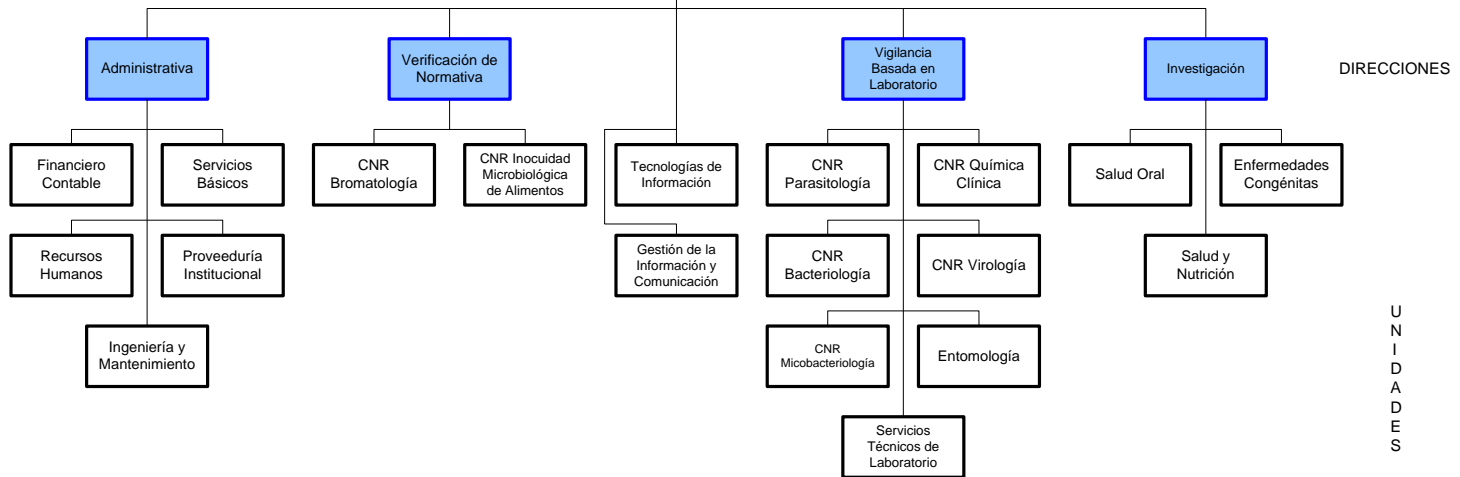 Administrativa
Verificación de
Normativa
Vigilancia
Basada en
Laboratorio
Investigación
DIRECCIONES
Financiero
Contable
Servicios
Básicos
CNR
Bromatología
CNR Inocuidad
Microbiológica
de Alimentos
Tecnologías de
Información
CNR
Parasitología
CNR Química
Clínica
Salud Oral
Enfermedades
Congénitas
Recursos
Humanos
Proveeduría
Institucional
Gestión de la
Información y
Comunicación
CNR
Bacteriología
CNR Virología
Salud y
Nutrición
Ingeniería y
Mantenimiento
CNR
Micobacteriología
Entomología
Servicios
Técnicos de
Laboratorio
U
N
I
D
A
D
E
S